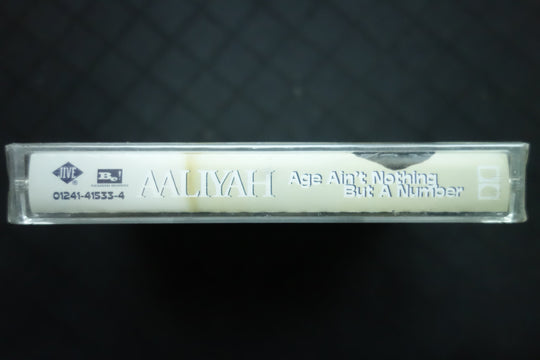 JIVE
®
B!
01241-41533-4
AALIYAH
Age Ain't Nothing
But A Number